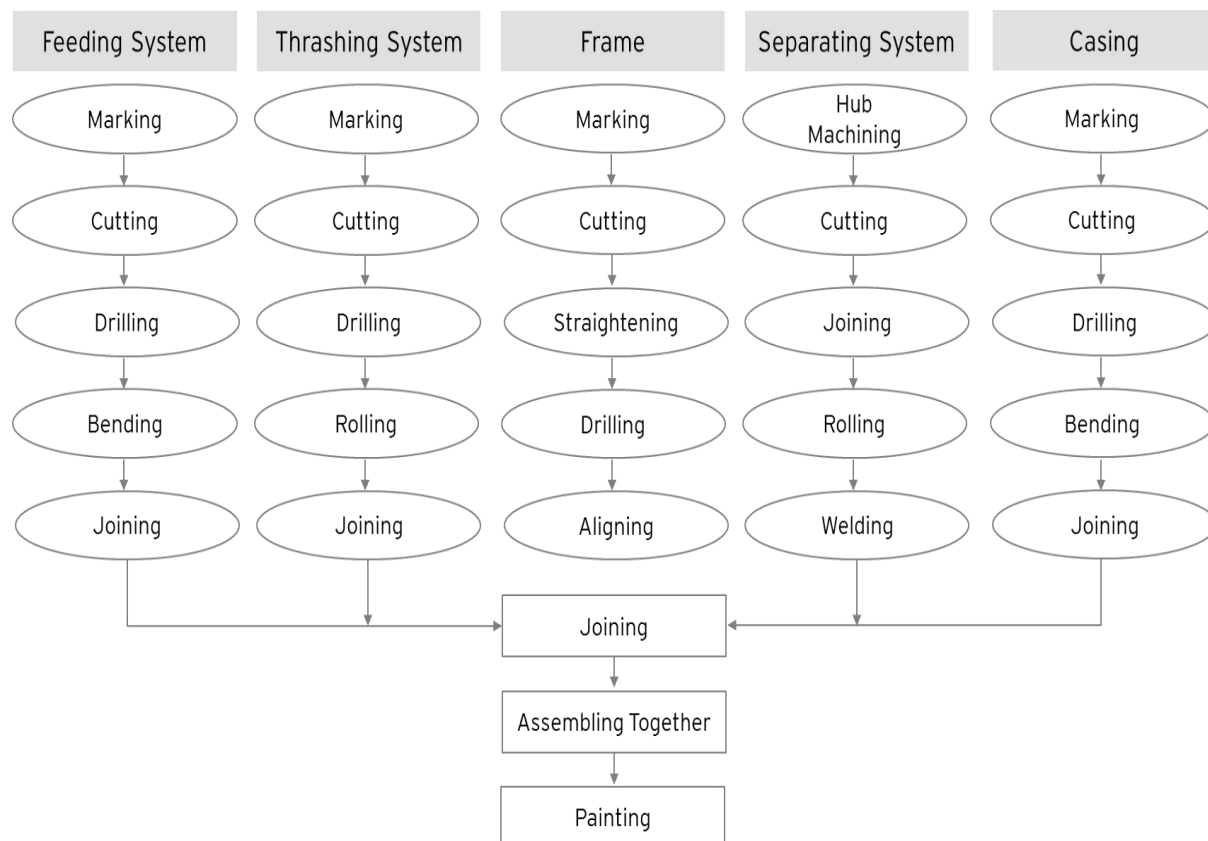 Feeding System
Thrashing System
Frame
Separating System
Casing
Marking
Marking
Marking
Hub
Machining
Marking
Cutting
Cutting
Cutting
Cutting
Cutting
Drilling
Drilling
Straightening
Joining
Drilling
Bending
Rolling
Drilling
Rolling
Bending
Joining
Joining
Aligning
Welding
Joining
Joining
Assembling Together
Painting